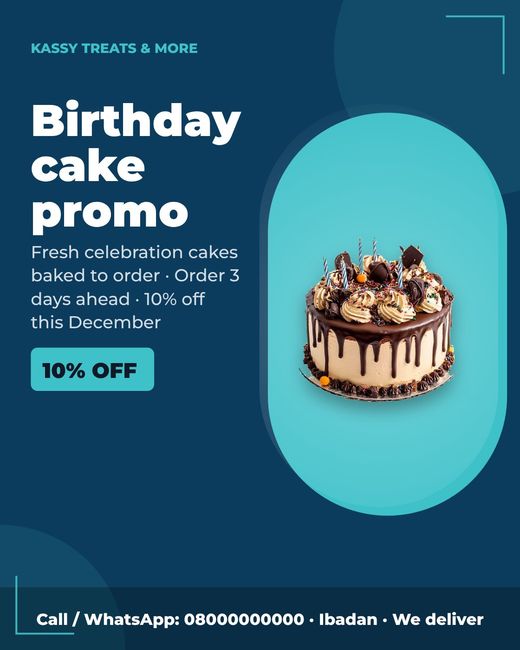 KASSY TREATS & MORE
Birthday
cake
promo
Fresh celebration cakes
baked to order · Order 3
days ahead · 10% off
this December
10% OFF
Call / WhatsApp: 08000000000 · Ibadan · We deliver